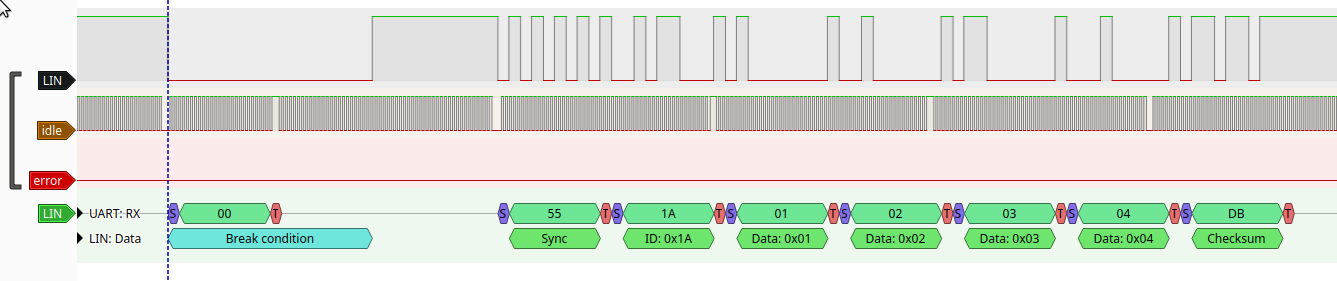 LIN
idle
error
LIN UART: RX S 00 T S 55 T S 1A T S 01 T S 02 T S 03 T S 04 T S DB T
LIN: Data Break condition Sync ID: 0x1A Data: 0x01 Data: 0x02 Data: 0x03 Data: 0x04 Checksum